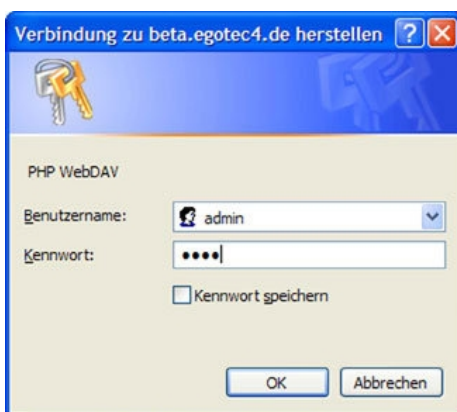 Verbindung zu beta.egotec4.de herstellen
PHP WebDAV
Benutzername: admin
Kennwort: ••••
Kennwort speichern
OK Abbrechen